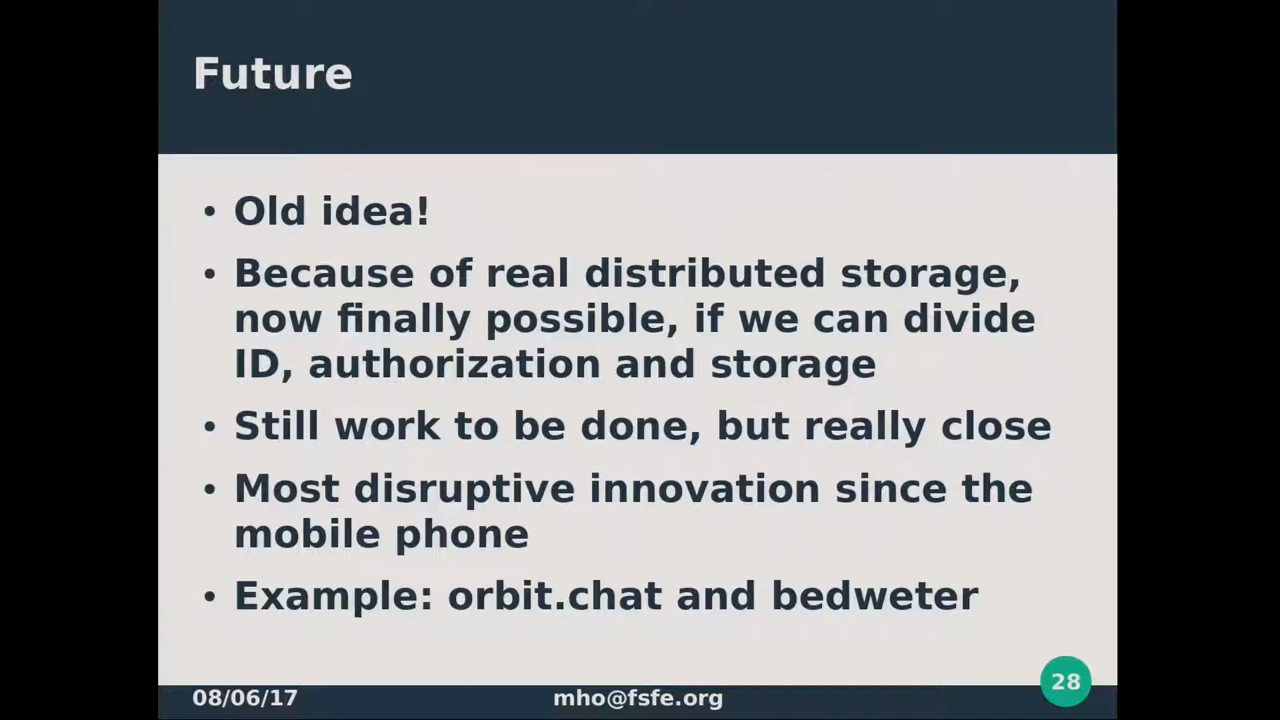 Future
• Old idea!
• Because of real distributed storage,
now finally possible, if we can divide
ID, authorization and storage
• Still work to be done, but really close
• Most disruptive innovation since the
mobile phone
• Example: orbit.chat and bedweter
08/06/17
mho@fsfe.org
28